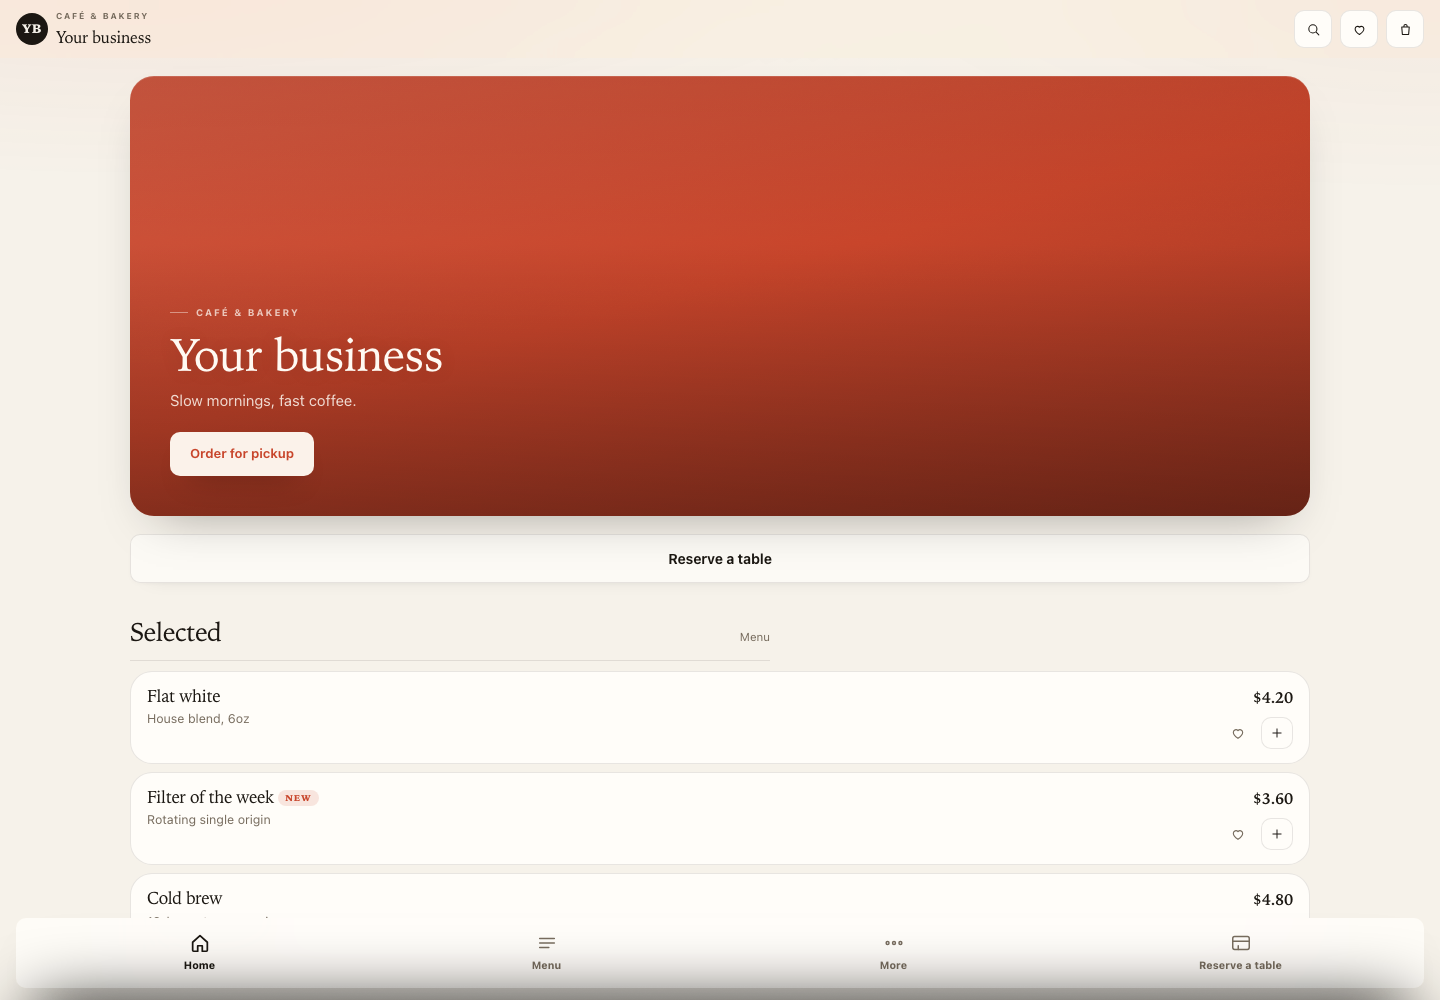 YB
CAFÉ & BAKERY
Your business
CAFÉ & BAKERY
Your business
Slow mornings, fast coffee.
Order for pickup
Reserve a table
Selected
Menu
Flat white
$4.20
House blend, 6oz
Filter of the week NEW
$3.60
Rotating single origin
Cold brew
$4.80
Home
Menu
More
Reserve a table